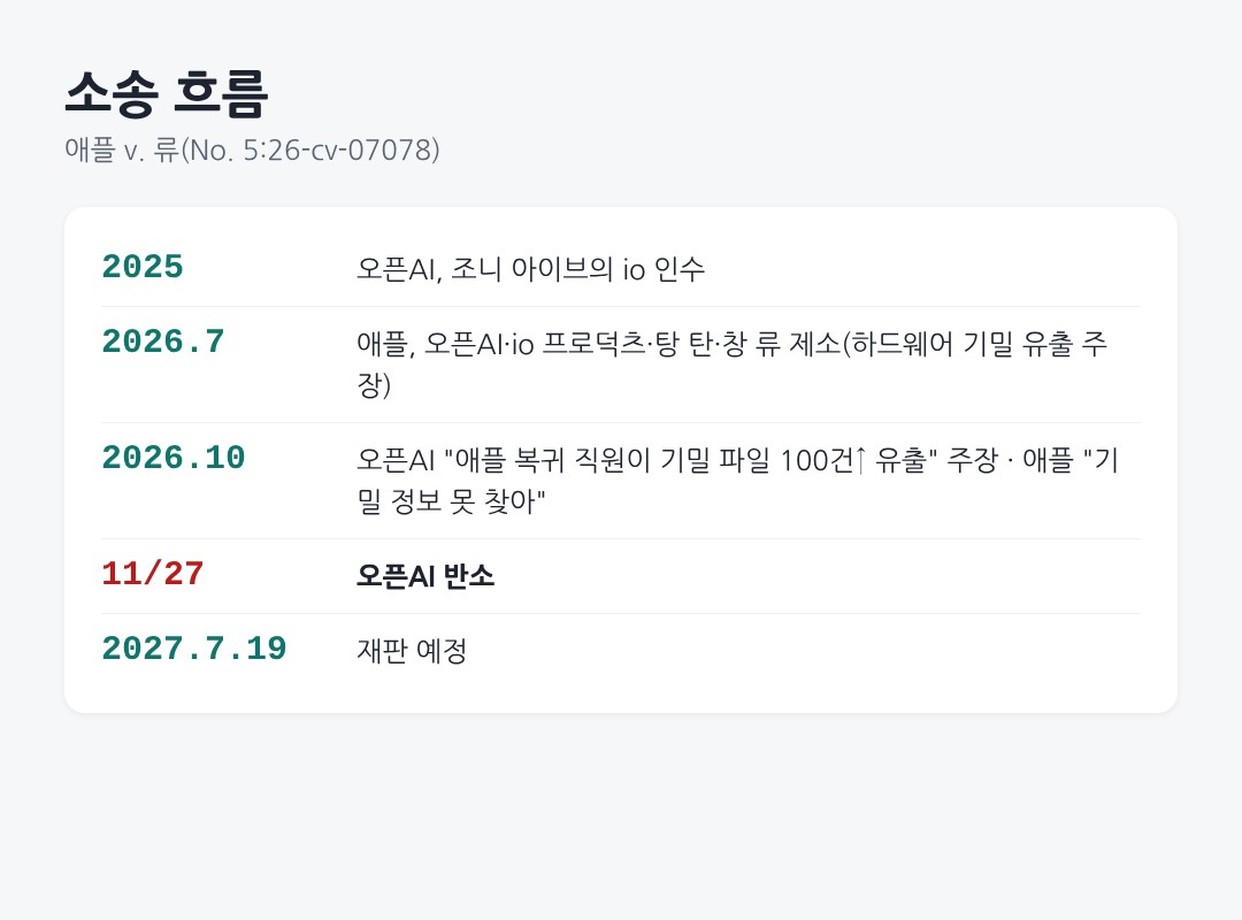 소송 흐름
애플 v. 류(No. 5:26-cv-07078)
2025
오픈AI, 조니 아이브의 io 인수
2026.7
애플, 오픈AI·io 프로덕츠·탕 탄·창 류 제소(하드웨어 기밀 유출 주
장)
2026.10
오픈AI "애플 복귀 직원이 기밀 파일 100건↑ 유출" 주장 · 애플 "기
밀 정보 못 찾아"
11/27
오픈AI 반소
2027.7.19
재판 예정